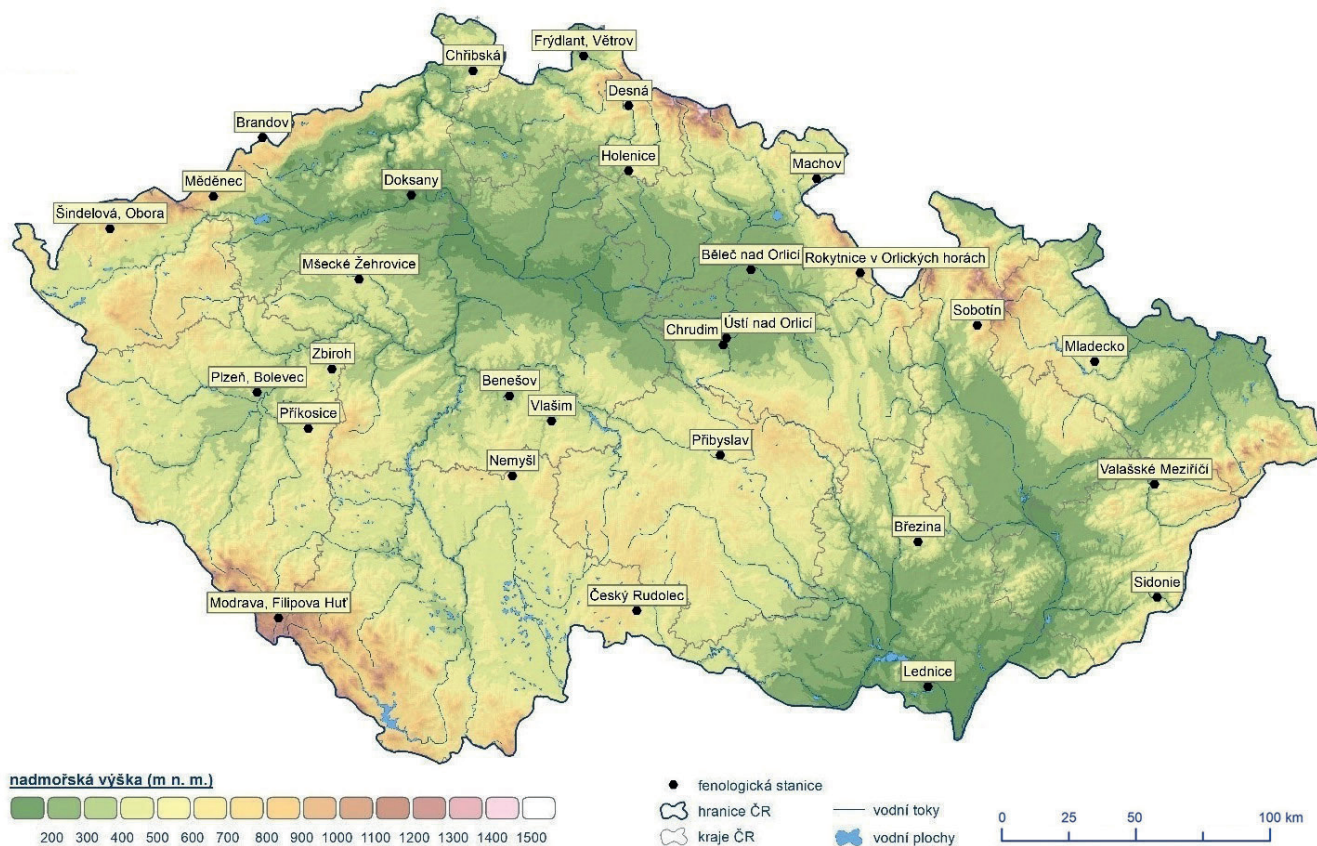 Frýdlant, Větrov
Chřibská
Desná
Brandov
Holenice
Machov
Měděnec
Doksany
Šindelová, Obora
Běleč nad Orlicí
Rokytnice v Orlických horách
Mšecké Žehrovice
Sobotín
Ústí nad Orlicí
Chrudim
Mladecko
Zbiroh
Plzeň, Bolevec
Benešov
Vlašim
Příkosice
Přibyslav
Nemyšl
Valašské Meziříčí
Březina
Sidonie
Modrava, Filipova Huť
Český Rudolec
Lednice
nadmořská výška (m n. m.)
200 300 400 500 600 700 800 900 1000 1100 1200 1300 1400 1500
fenologická stanice
hranice ČR
vodní toky
kraje ČR
vodní plochy
0 25 50 100 km